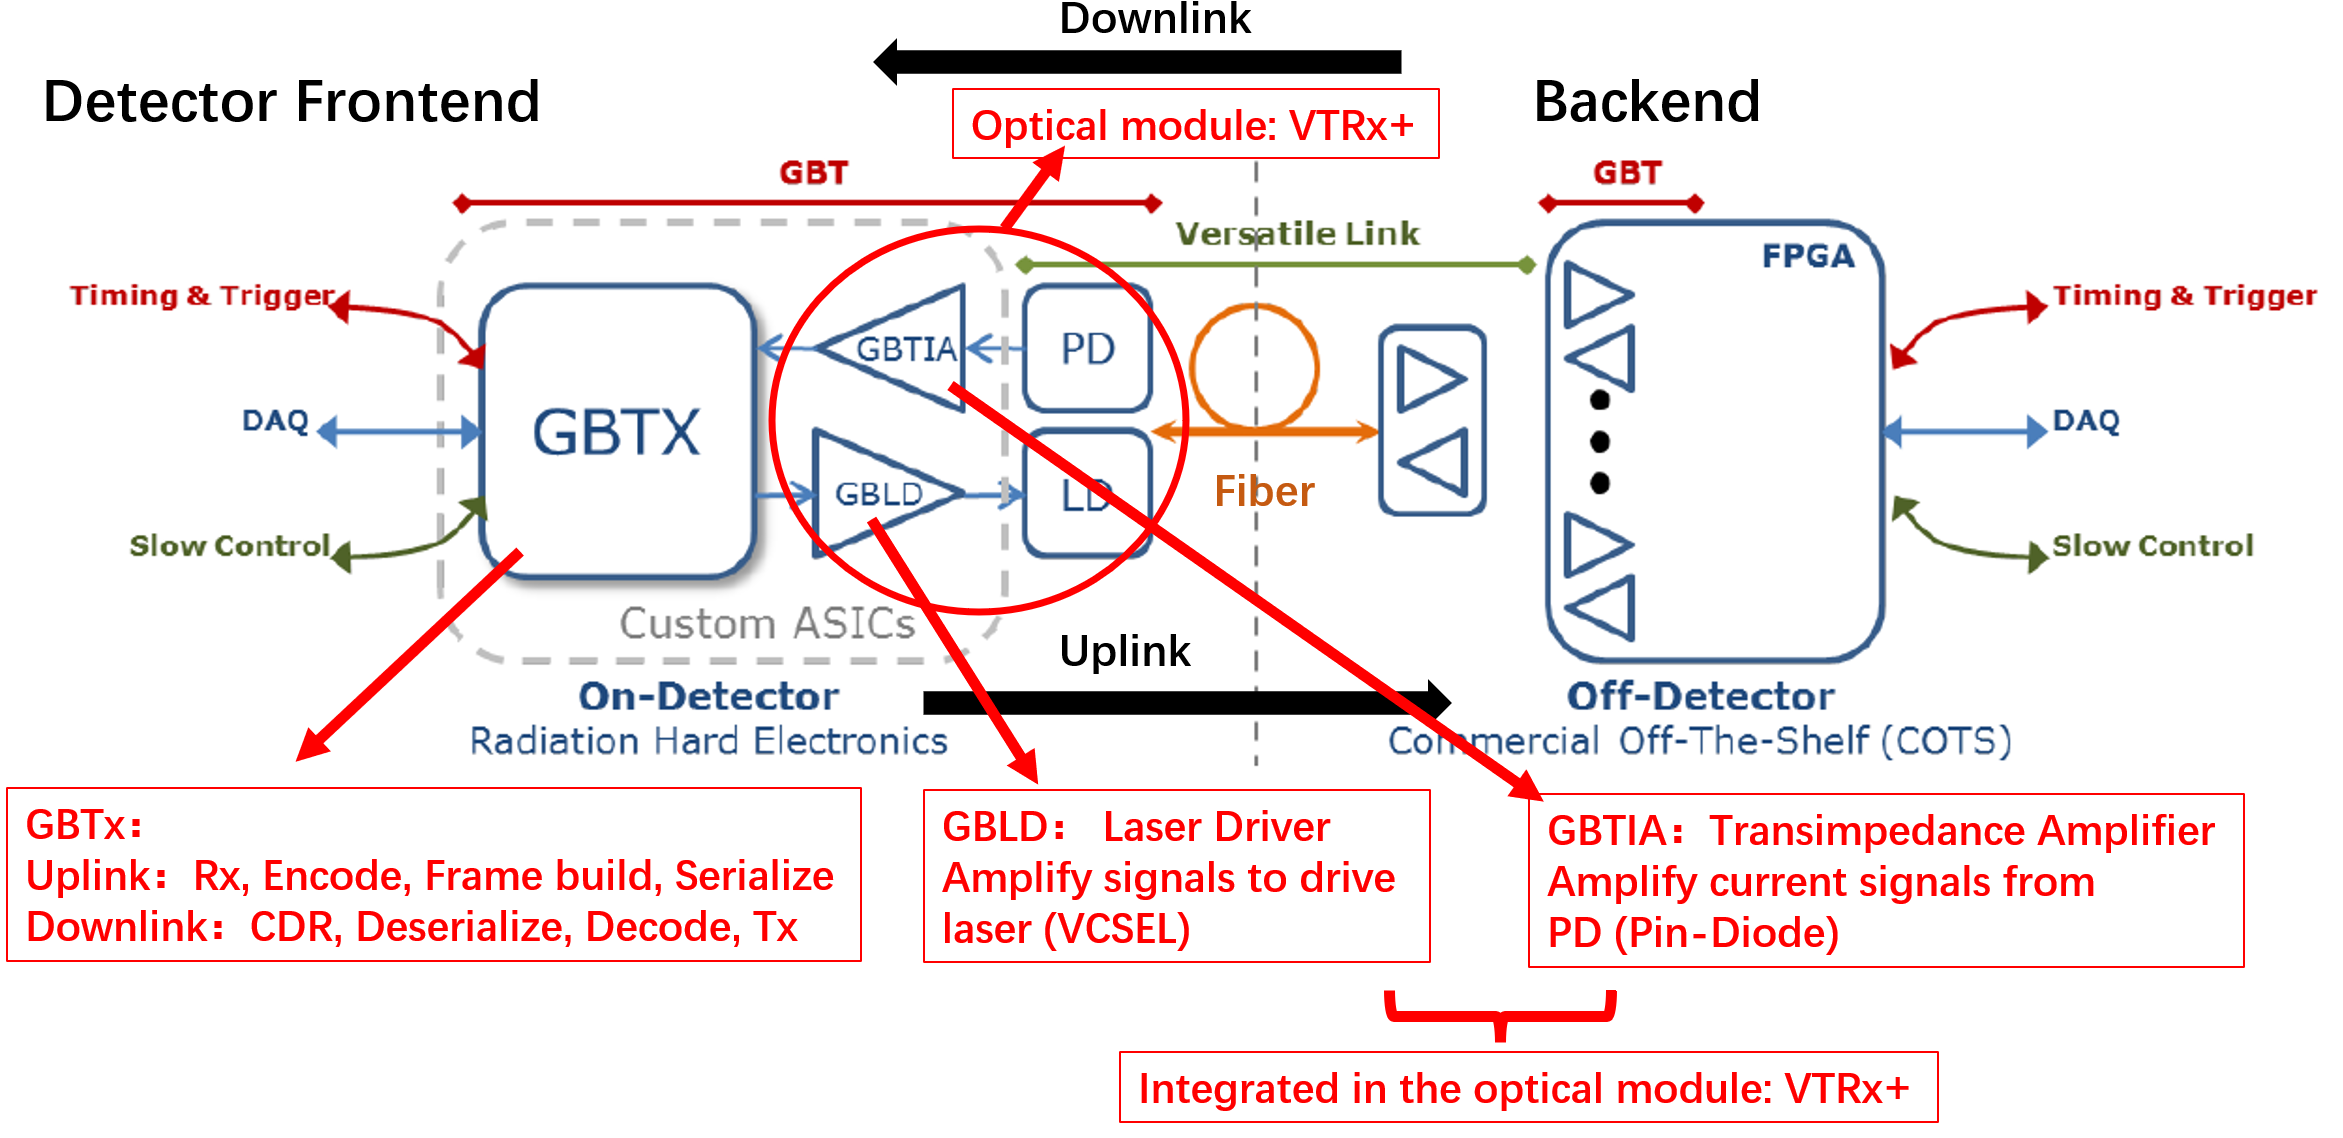 Downlink
Detector Frontend
Backend
Optical module: VTRx+
GBT
GBT
Versatile Link
FPGA
Timing & Trigger
Timing & Trigger
GBTIA
PD
DAQ
GBTX
DAQ
GBLD
LD
Fiber
Slow Control
Slow Control
Custom ASICs
Uplink
On-Detector
Off-Detector
Radiation Hard Electronics
Commercial Off-The-Shelf (COTS)
GBTx：
Uplink：Rx, Encode, Frame build, Serialize
Downlink：CDR, Deserialize, Decode, Tx
GBLD： Laser Driver
Amplify signals to drive
laser (VCSEL)
GBTIA：Transimpedance Amplifier
Amplify current signals from
PD (Pin-Diode)
Integrated in the optical module: VTRx+